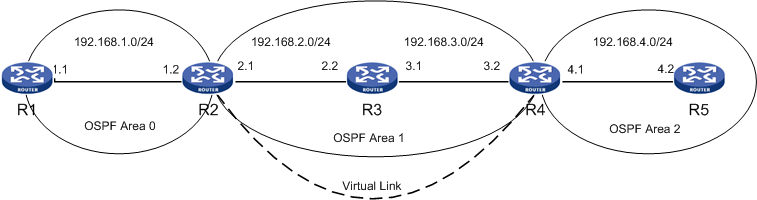 192.168.1.0/24
192.168.2.0/24
192.168.3.0/24
192.168.4.0/24
1.1
1.2
2.1
2.2
3.1
3.2
4.1
4.2
ROUTER
ROUTER
ROUTER
ROUTER
ROUTER
R1
R2
R3
R4
R5
OSPF Area 0
OSPF Area 1
OSPF Area 2
Virtual Link